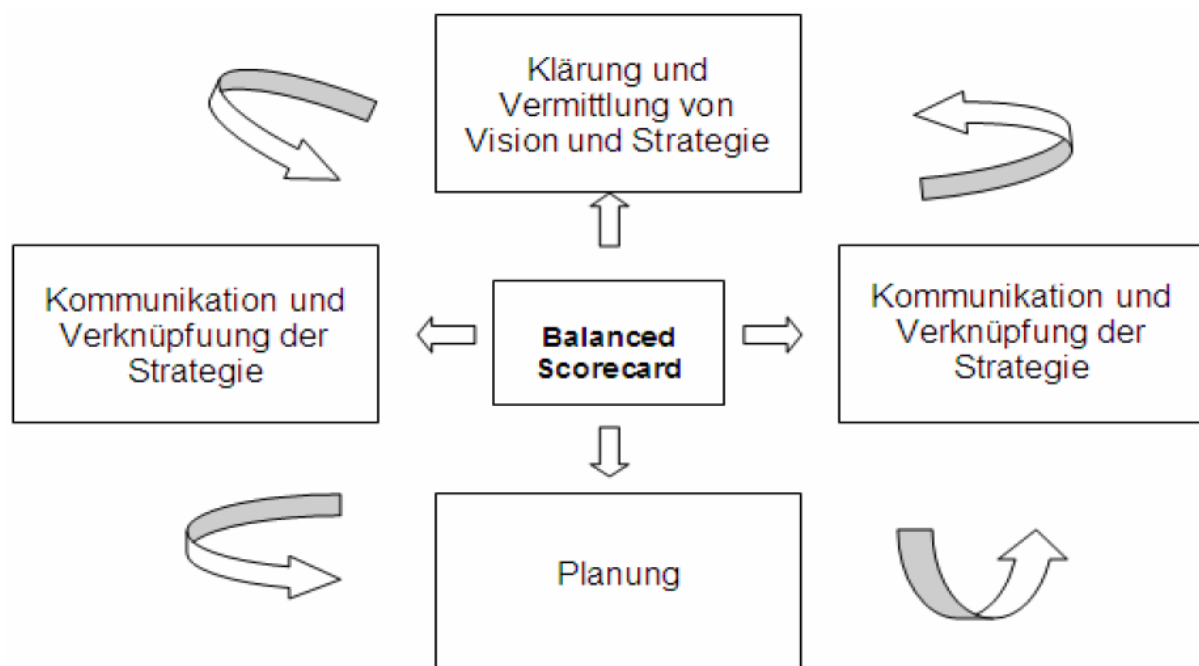 Klärung und
Vermittlung von
Vision und Strategie
Kommunikation und
Verknüpfuung der
Strategie
Balanced
Scorecard
Kommunikation und
Verknüpfung der
Strategie
Planung